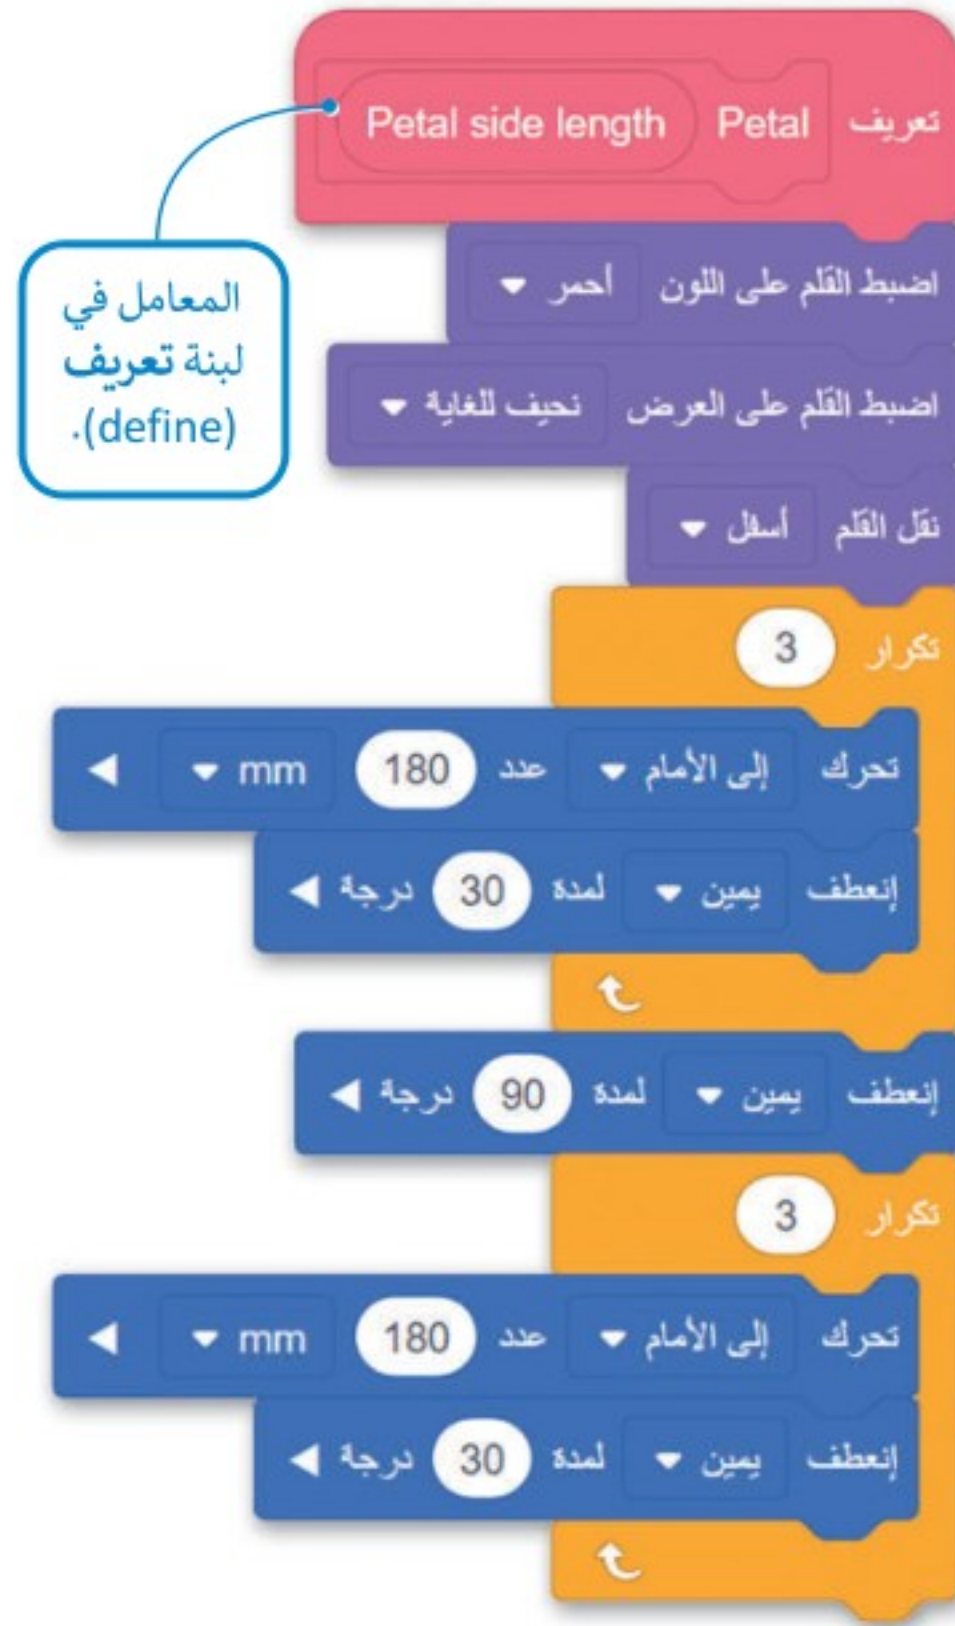 تعريف Petal Petal side length
المعامل في
لبنة تعريف
(define).
اضبط القلم على اللون أحمر
اضبط القلم على العرض نحيف للغاية
نقل القلم أسفل
تكرار 3
تحرك إلى الأمام عدد 180 mm
إنعطف يمين لمدة 30 درجة
إنعطف يمين لمدة 90 درجة
تكرار 3
تحرك إلى الأمام عدد 180 mm
إنعطف يمين لمدة 30 درجة